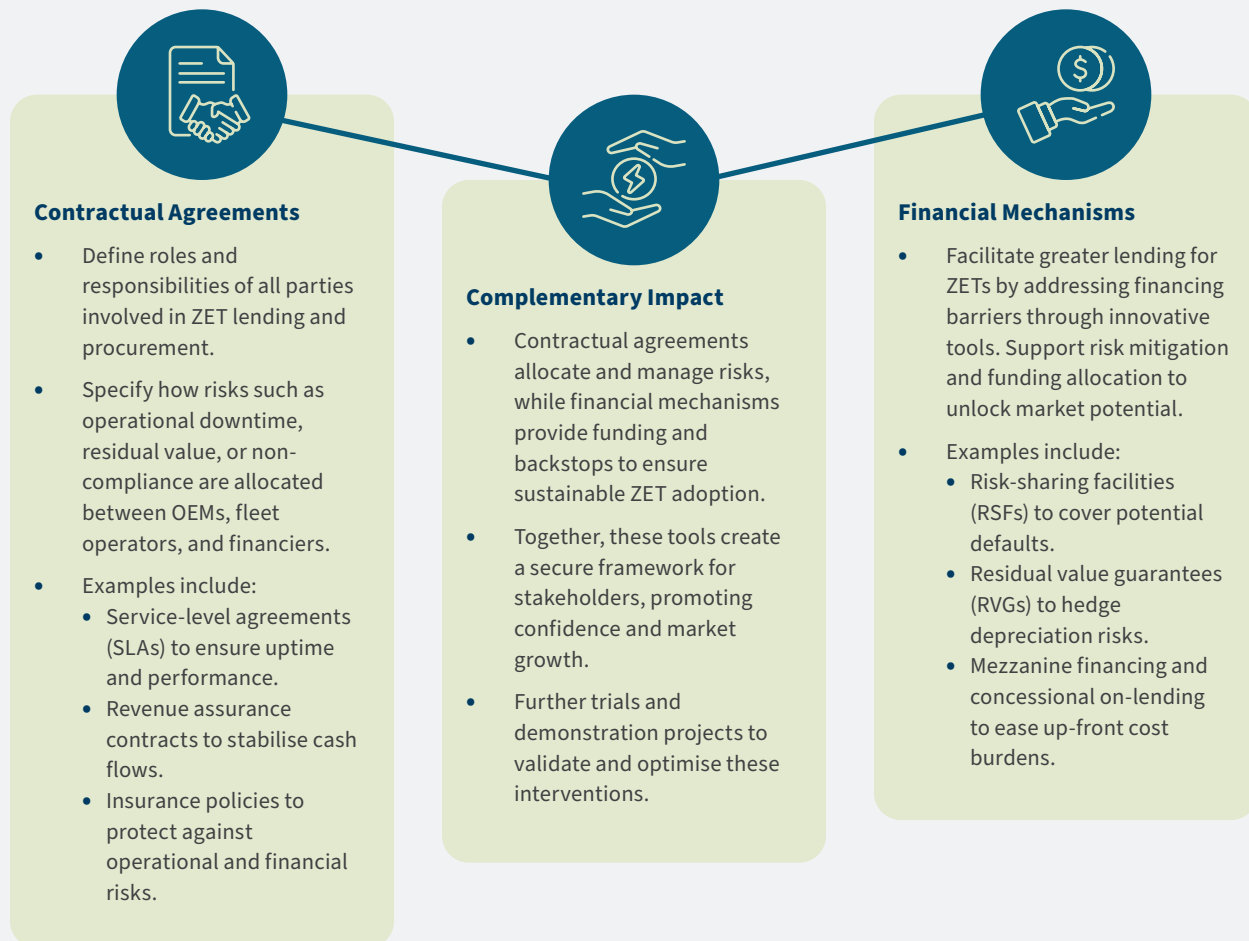 Contractual Agreements
• Define roles and
responsibilities of all parties
involved in ZET lending and
procurement.
• Specify how risks such as
operational downtime,
residual value, or non-
compliance are allocated
between OEMs, fleet
operators, and financiers.
• Examples include:
• Service-level agreements
(SLAs) to ensure uptime
and performance.
• Revenue assurance
contracts to stabilise cash
flows.
• Insurance policies to
protect against
operational and financial
risks.
Complementary Impact
• Contractual agreements
allocate and manage risks,
while financial mechanisms
provide funding and
backstops to ensure
sustainable ZET adoption.
• Together, these tools create
a secure framework for
stakeholders, promoting
confidence and market
growth.
• Further trials and
demonstration projects to
validate and optimise these
interventions.
$
Financial Mechanisms
• Facilitate greater lending for
ZETs by addressing financing
barriers through innovative
tools. Support risk mitigation
and funding allocation to
unlock market potential.
• Examples include:
• Risk-sharing facilities
(RSFs) to cover potential
defaults.
• Residual value guarantees
(RVGs) to hedge
depreciation risks.
• Mezzanine financing and
concessional on-lending
to ease up-front cost
burdens.